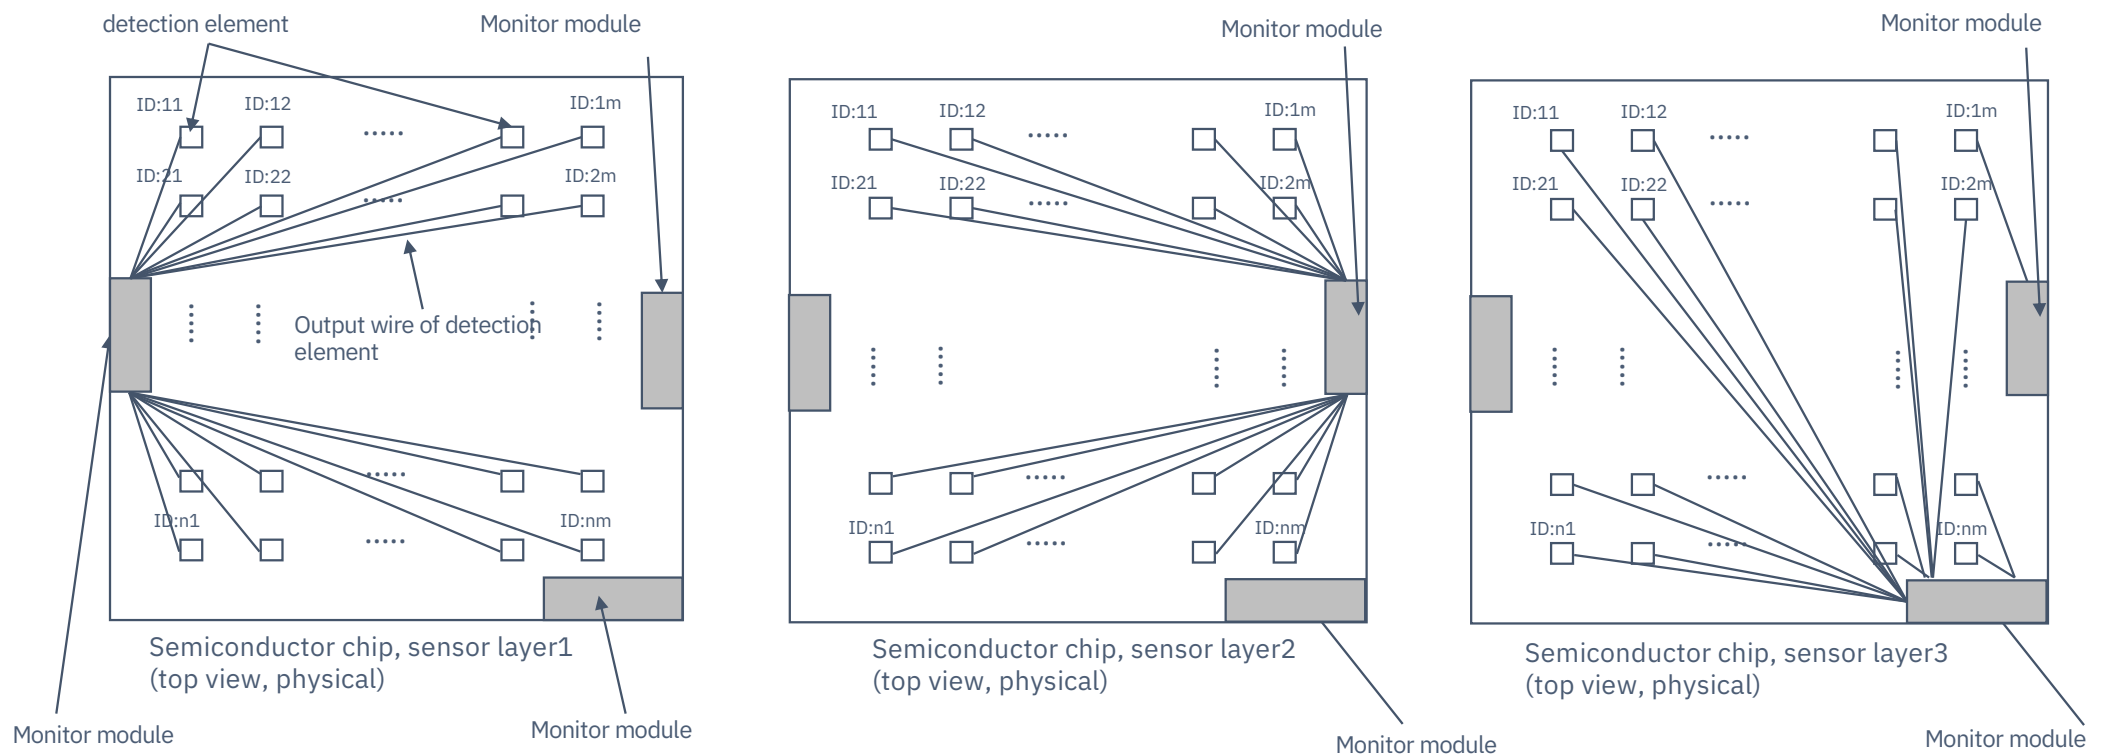 detection element
Monitor module
ID:11
ID:12
ID:1m
ID:21
ID:22
ID:2m
Output wire of detection
element
ID:n1
ID:nm
Semiconductor chip, sensor layer1
(top view, physical)
Monitor module
Monitor module
Monitor module
ID:11
ID:12
ID:1m
ID:21
ID:22
ID:2m
ID:n1
ID:nm
Semiconductor chip, sensor layer2
(top view, physical)
Monitor module
Monitor module
ID:11
ID:12
ID:1m
ID:21
ID:22
ID:2m
ID:n1
ID:nm
Semiconductor chip, sensor layer3
(top view, physical)
Monitor module